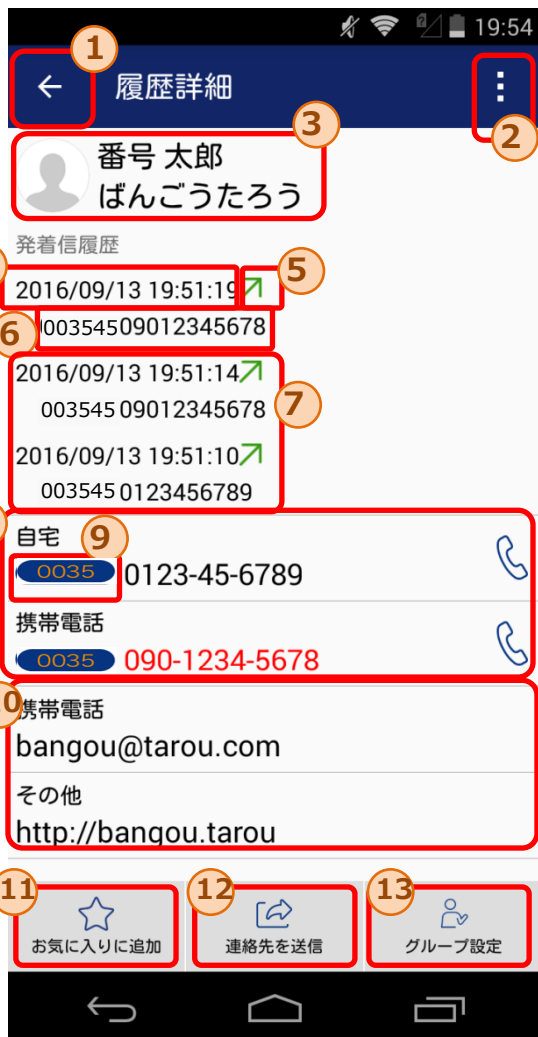 19:54
1
履歴詳細
2
3
番号 太郎
ばんごうたろう
発着信履歴
5
2016/09/13 19:51:19
6
00354509012345678
2016/09/13 19:51:14
7
003545 09012345678
2016/09/13 19:51:10
003545 0123456789
自宅
9
0035 0123-45-6789
携帯電話
0035 090-1234-5678
10
携帯電話
bangou@tarou.com
その他
http://bangou.tarou
11
12
13
お気に入りに追加
連絡先を送信
グループ設定